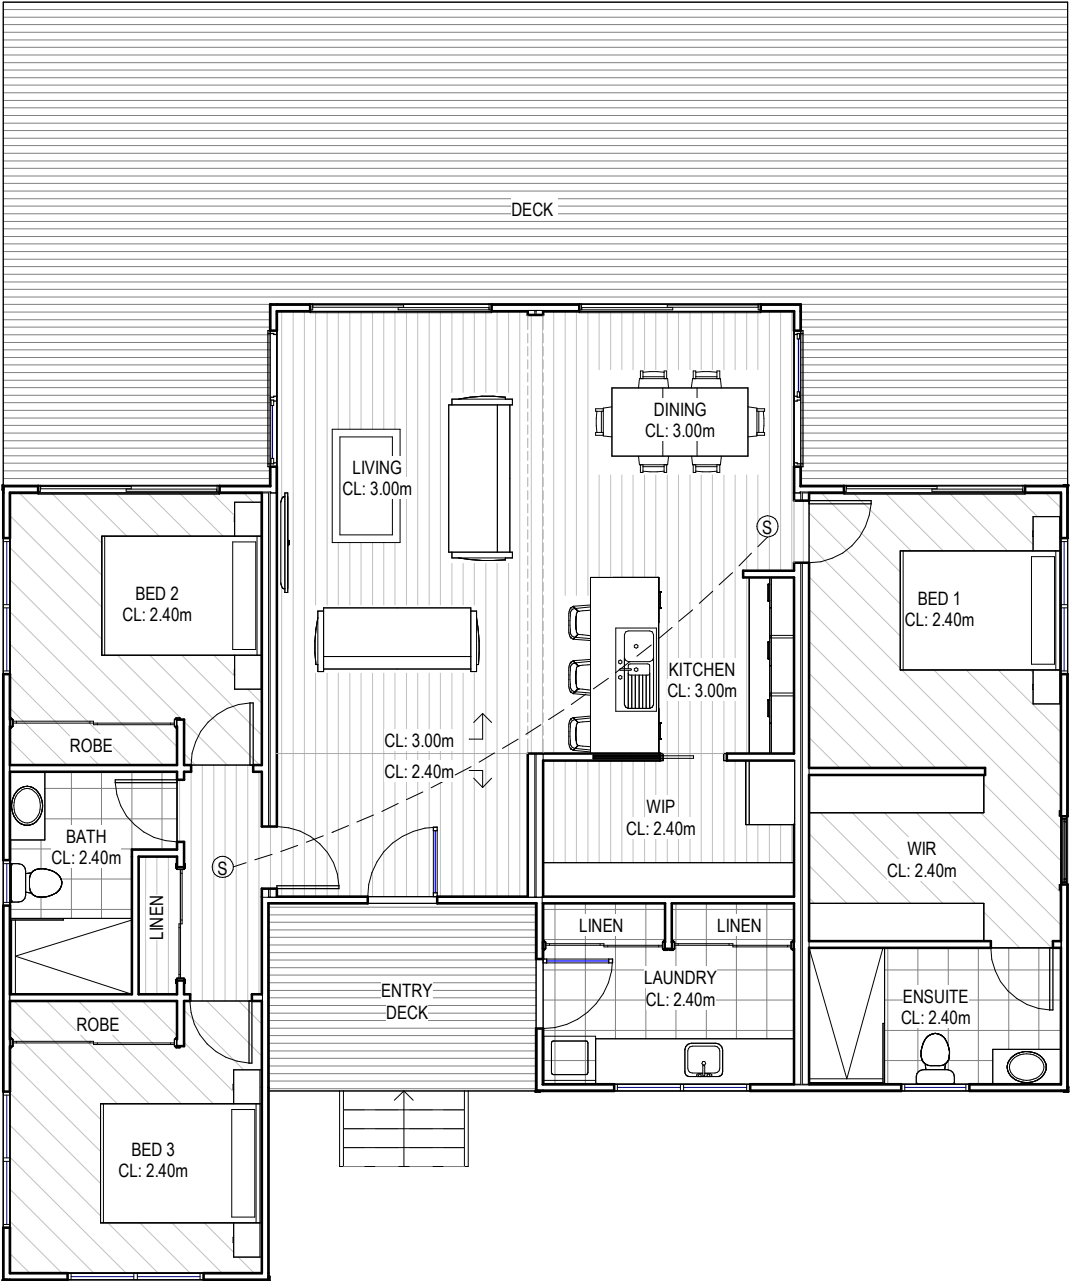 DECK
DINING
CL: 3.00m
LIVING
CL: 3.00m
S
BED 2
CL: 2.40m
BED 1
CL: 2.40m
KITCHEN
CL: 3.00m
ROBE
CL: 3.00m
CL: 2.40m
WIP
CL: 2.40m
BATH
CL: 2.40m
WIR
CL: 2.40m
S
LINEN
LINEN
LINEN
LAUNDRY
CL: 2.40m
ENTRY
DECK
ENSUITE
CL: 2.40m
ROBE
BED 3
CL: 2.40m